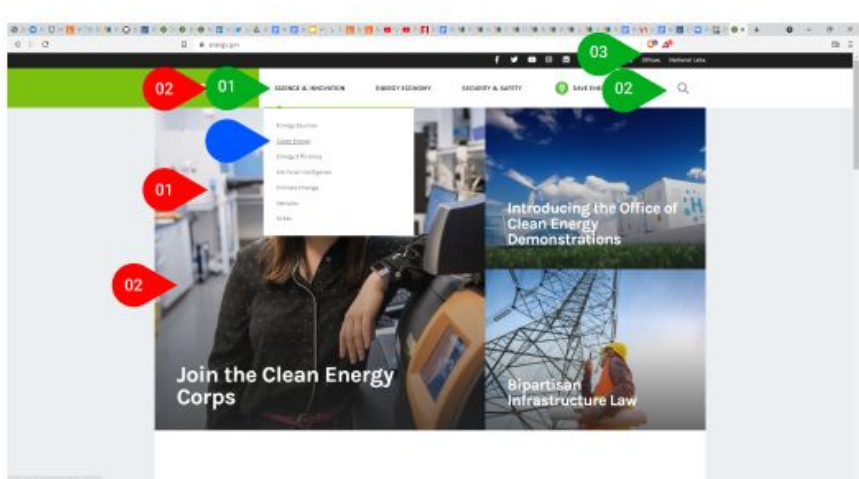 energy.gov
03
Offices National Labs
02 01 SCIENCE & INNOVATION ENERGY ECONOMY SECURITY & SAFETY SAVE 02
Energy Sources
Clean Energy
Energy Efficiency
Artificial Intelligence
Climate Change
Vehicles
STEM
01
02
Introducing the Office of
Clean Energy
Demonstrations
Join the Clean Energy
Corps
Bipartisan
Infrastructure Law